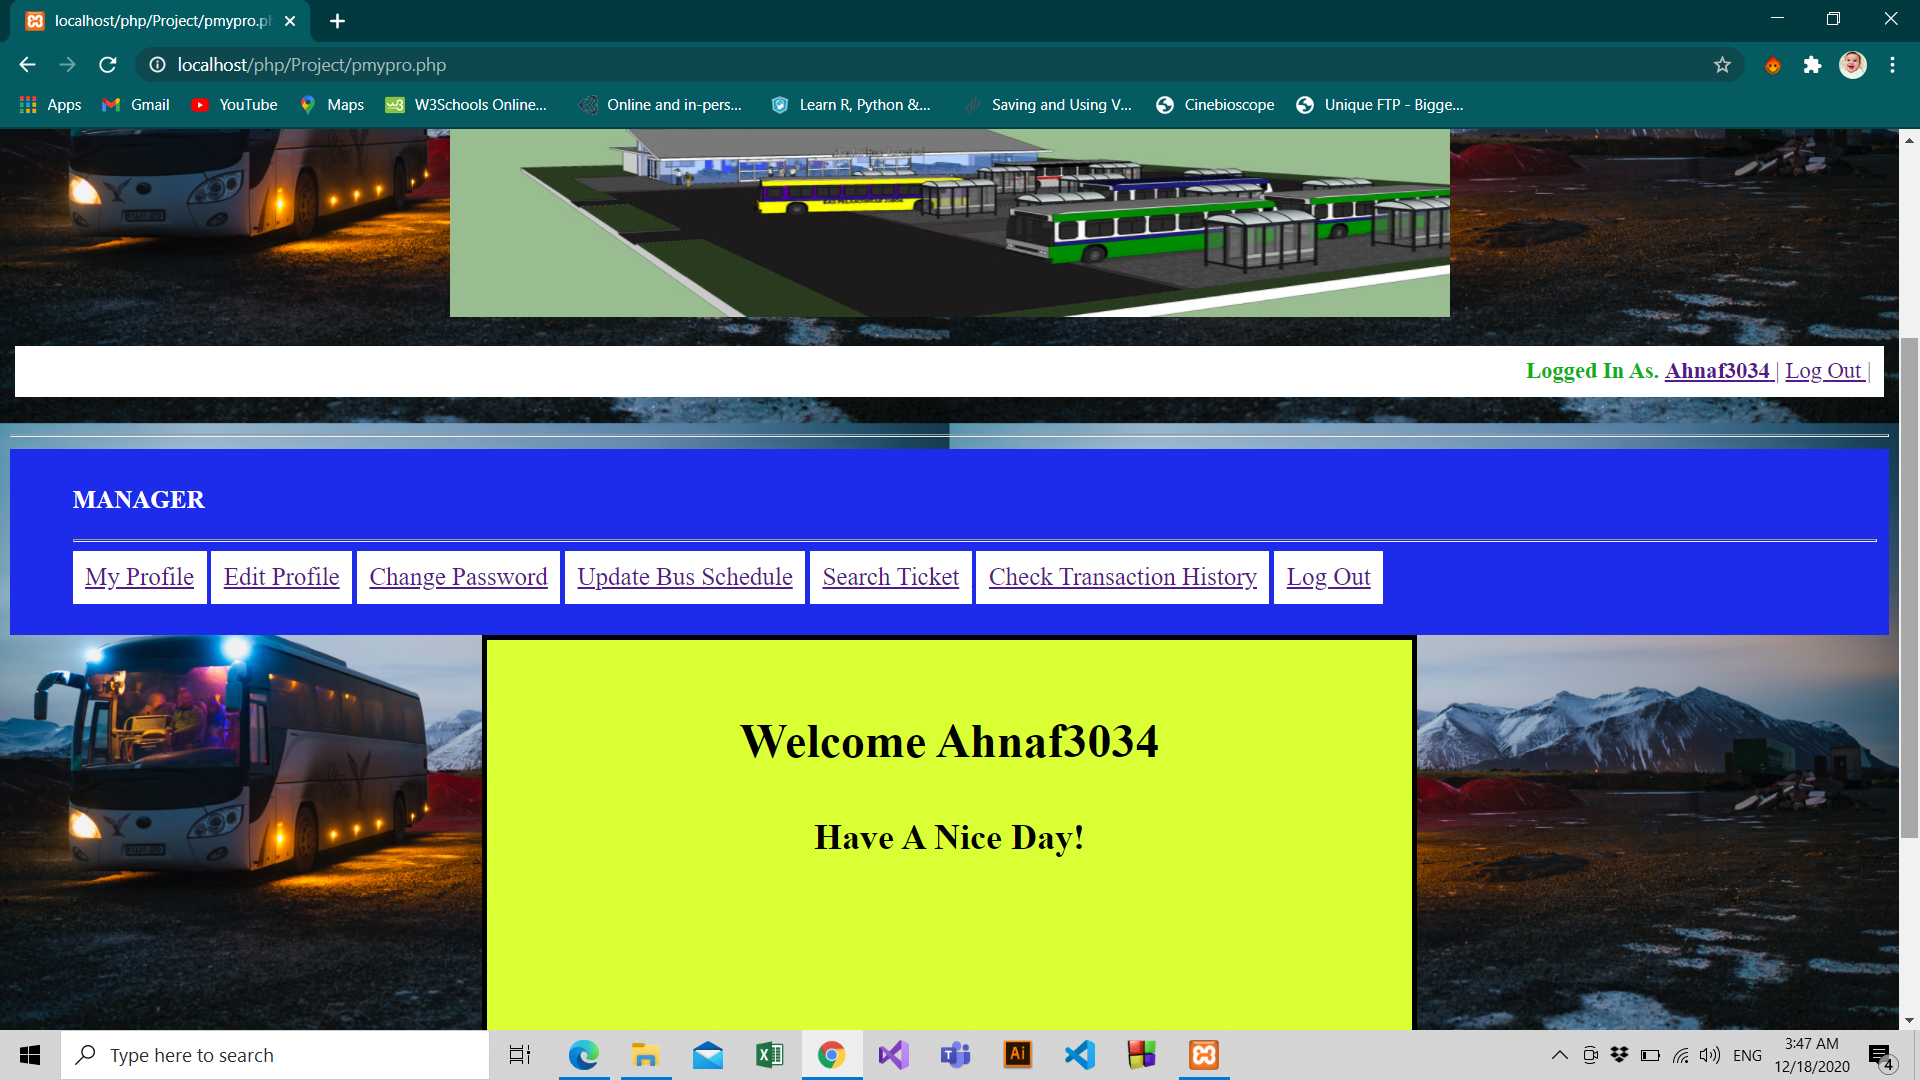 localhost/php/Project/pmypro.ph
localhost/php/Project/pmypro.php
Apps
Gmail
YouTube
Maps
W3Schools Online...
Online and in-pers...
Learn R, Python &...
Saving and Using V...
Cinebioscope
Unique FTP - Bigge...
Logged In As. Ahnaf3034 | Log Out |
MANAGER
My Profile
Edit Profile
Change Password
Update Bus Schedule
Search Ticket
Check Transaction History
Log Out
Welcome Ahnaf3034
Have A Nice Day!
Type here to search
ENG
3:47 AM
12/18/2020
4